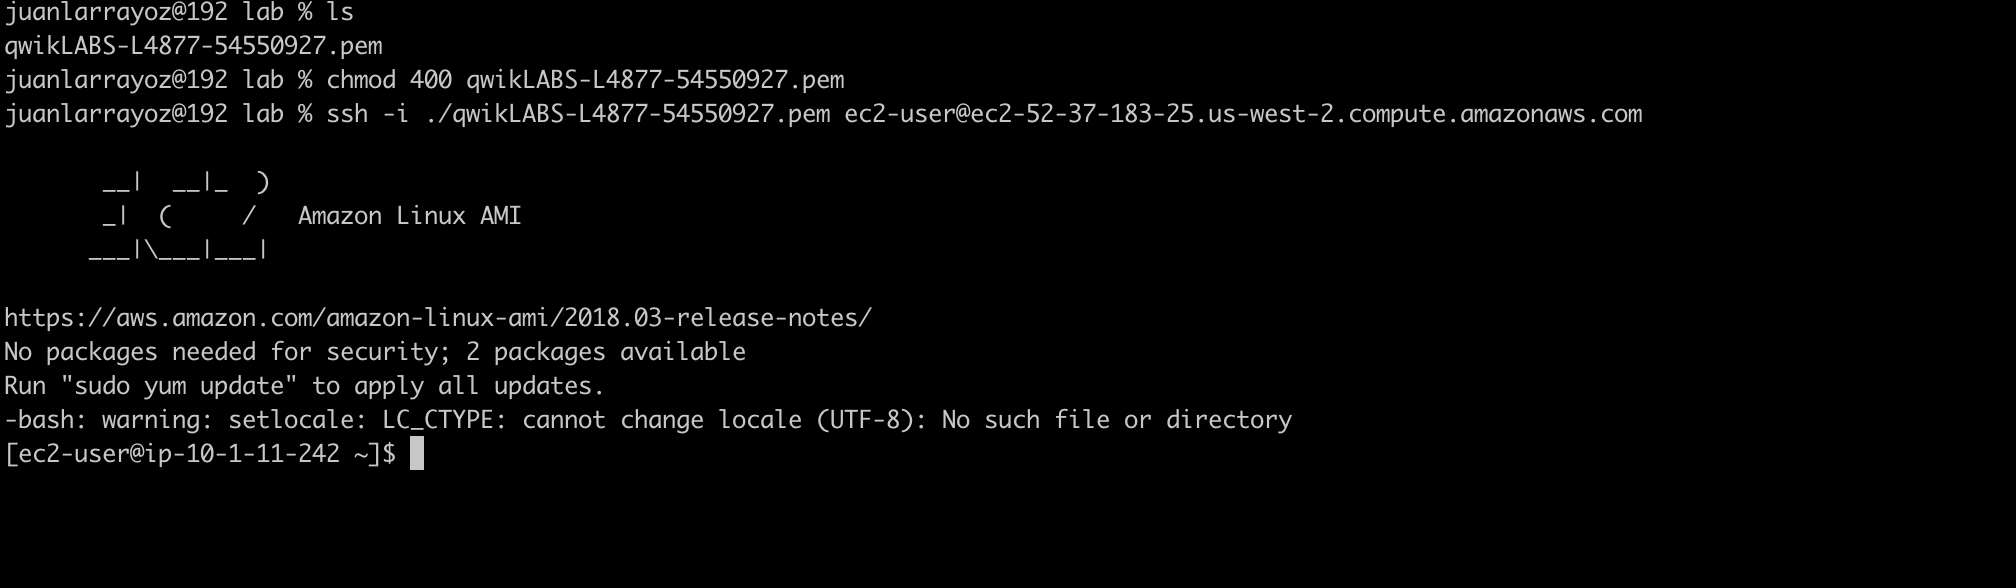 juanlarrayoz@192 lab % ls
qwikLABS-L4877-54550927.pem
juanlarrayoz@192 lab % chmod 400 qwikLABS-L4877-54550927.pem
juanlarrayoz@192 lab % ssh -i ./qwikLABS-L4877-54550927.pem ec2-user@ec2-52-37-183-25.us-west-2.compute.amazonaws.com

       __|  __|_  )
       _|  (     /   Amazon Linux AMI
      ___|\___|___|

https://aws.amazon.com/amazon-linux-ami/2018.03-release-notes/
No packages needed for security; 2 packages available
Run "sudo yum update" to apply all updates.
-bash: warning: setlocale: LC_CTYPE: cannot change locale (UTF-8): No such file or directory
[ec2-user@ip-10-1-11-242 ~]$